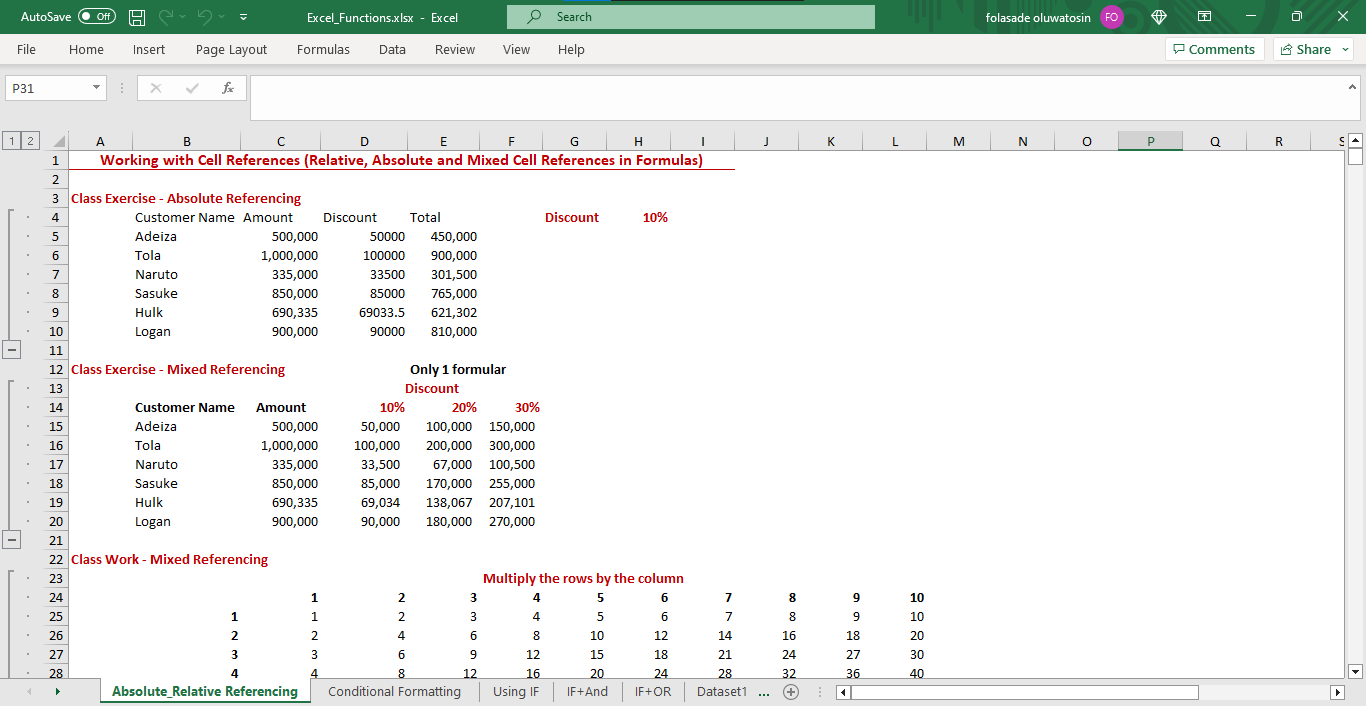 AutoSave Off Excel_Functions.xlsx - Excel Search folasade oluwatosin FO
File Home Insert Page Layout Formulas Data Review View Help Comments Share
P31 fx
1 2 A B C D E F G H I J K L M N O P Q R S
1 Working with Cell References (Relative, Absolute and Mixed Cell References in Formulas)
2
3 Class Exercise - Absolute Referencing
4 Customer Name Amount Discount Total Discount 10%
5 Adeiza 500,000 50000 450,000
6 Tola 1,000,000 100000 900,000
7 Naruto 335,000 33500 301,500
8 Sasuke 850,000 85000 765,000
9 Hulk 690,335 69033.5 621,302
10 Logan 900,000 90000 810,000
11
12 Class Exercise - Mixed Referencing Only 1 formular
13 Discount
14 Customer Name Amount 10% 20% 30%
15 Adeiza 500,000 50,000 100,000 150,000
16 Tola 1,000,000 100,000 200,000 300,000
17 Naruto 335,000 33,500 67,000 100,500
18 Sasuke 850,000 85,000 170,000 255,000
19 Hulk 690,335 69,034 138,067 207,101
20 Logan 900,000 90,000 180,000 270,000
21
22 Class Work - Mixed Referencing
23 Multiply the rows by the column
24 1 2 3 4 5 6 7 8 9 10
25 1 1 2 3 4 5 6 7 8 9 10
26 2 2 4 6 8 10 12 14 16 18 20
27 3 3 6 9 12 15 18 21 24 27 30
28 4 4 8 12 16 20 24 28 32 36 40
Absolute_Relative Referencing Conditional Formatting Using IF IF+And IF+OR Dataset1 ...